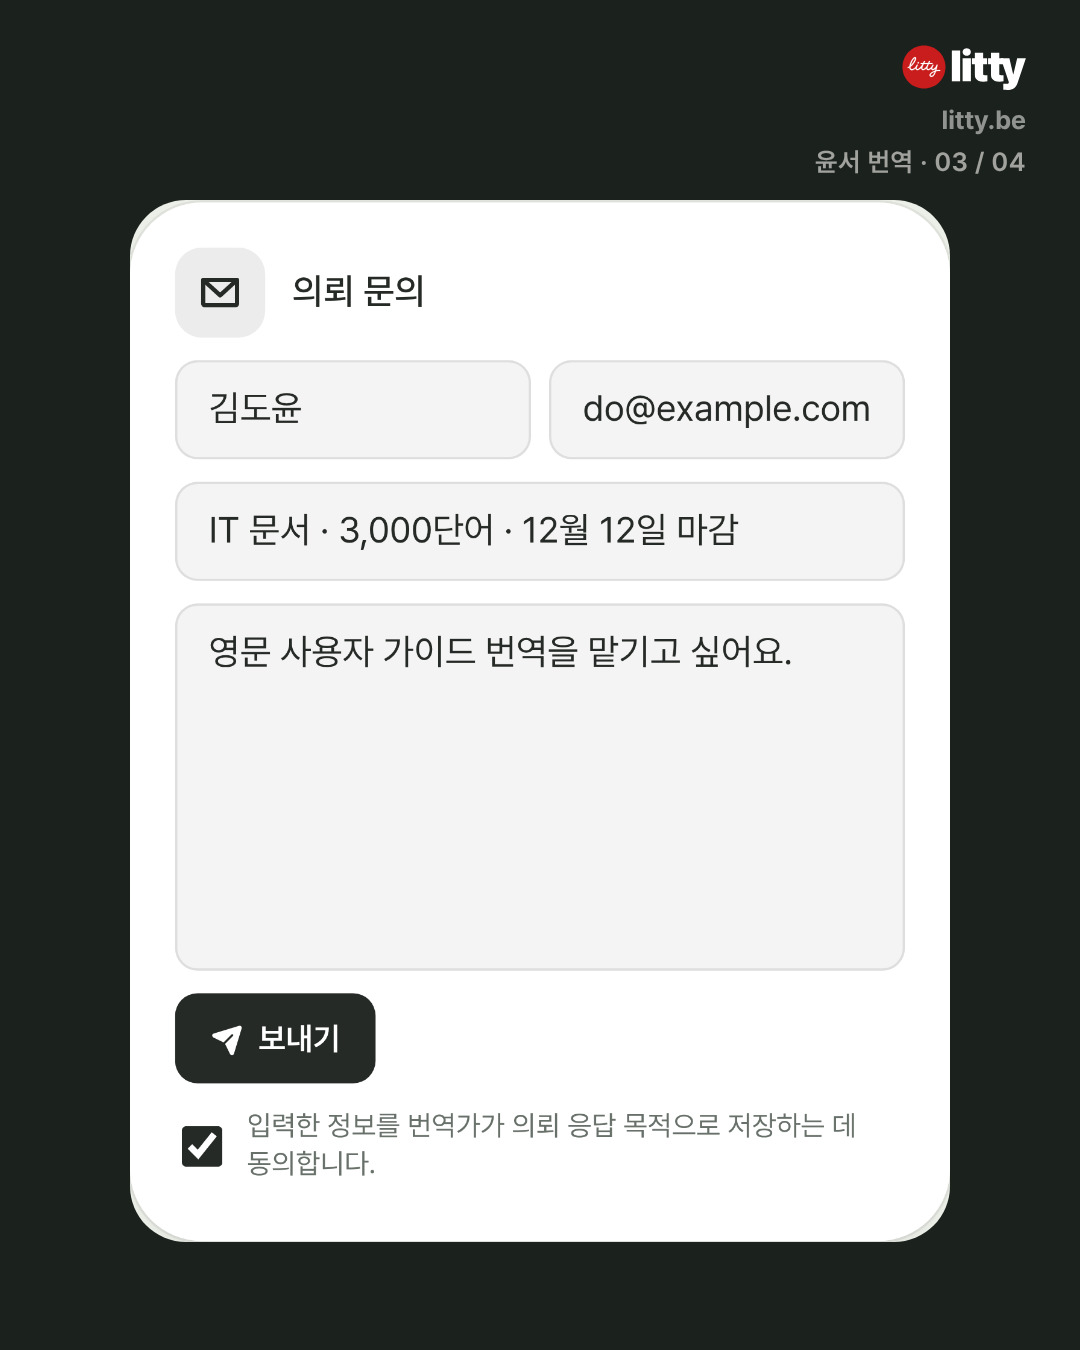 litty litty
litty.be
윤서 번역 · 03 / 04
의뢰 문의
김도윤
do@example.com
IT 문서 · 3,000단어 · 12월 12일 마감
영문 사용자 가이드 번역을 맡기고 싶어요.
보내기
입력한 정보를 번역가가 의뢰 응답 목적으로 저장하는 데
동의합니다.